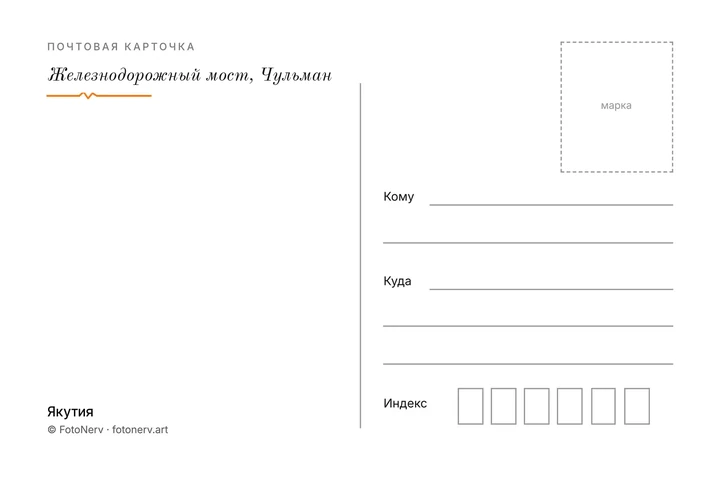 ПОЧТОВАЯ КАРТОЧКА
Железнодорожный мост, Чульман
марка
Кому
Куда
Индекс
Якутия
© FotoNerv · fotonerv.art